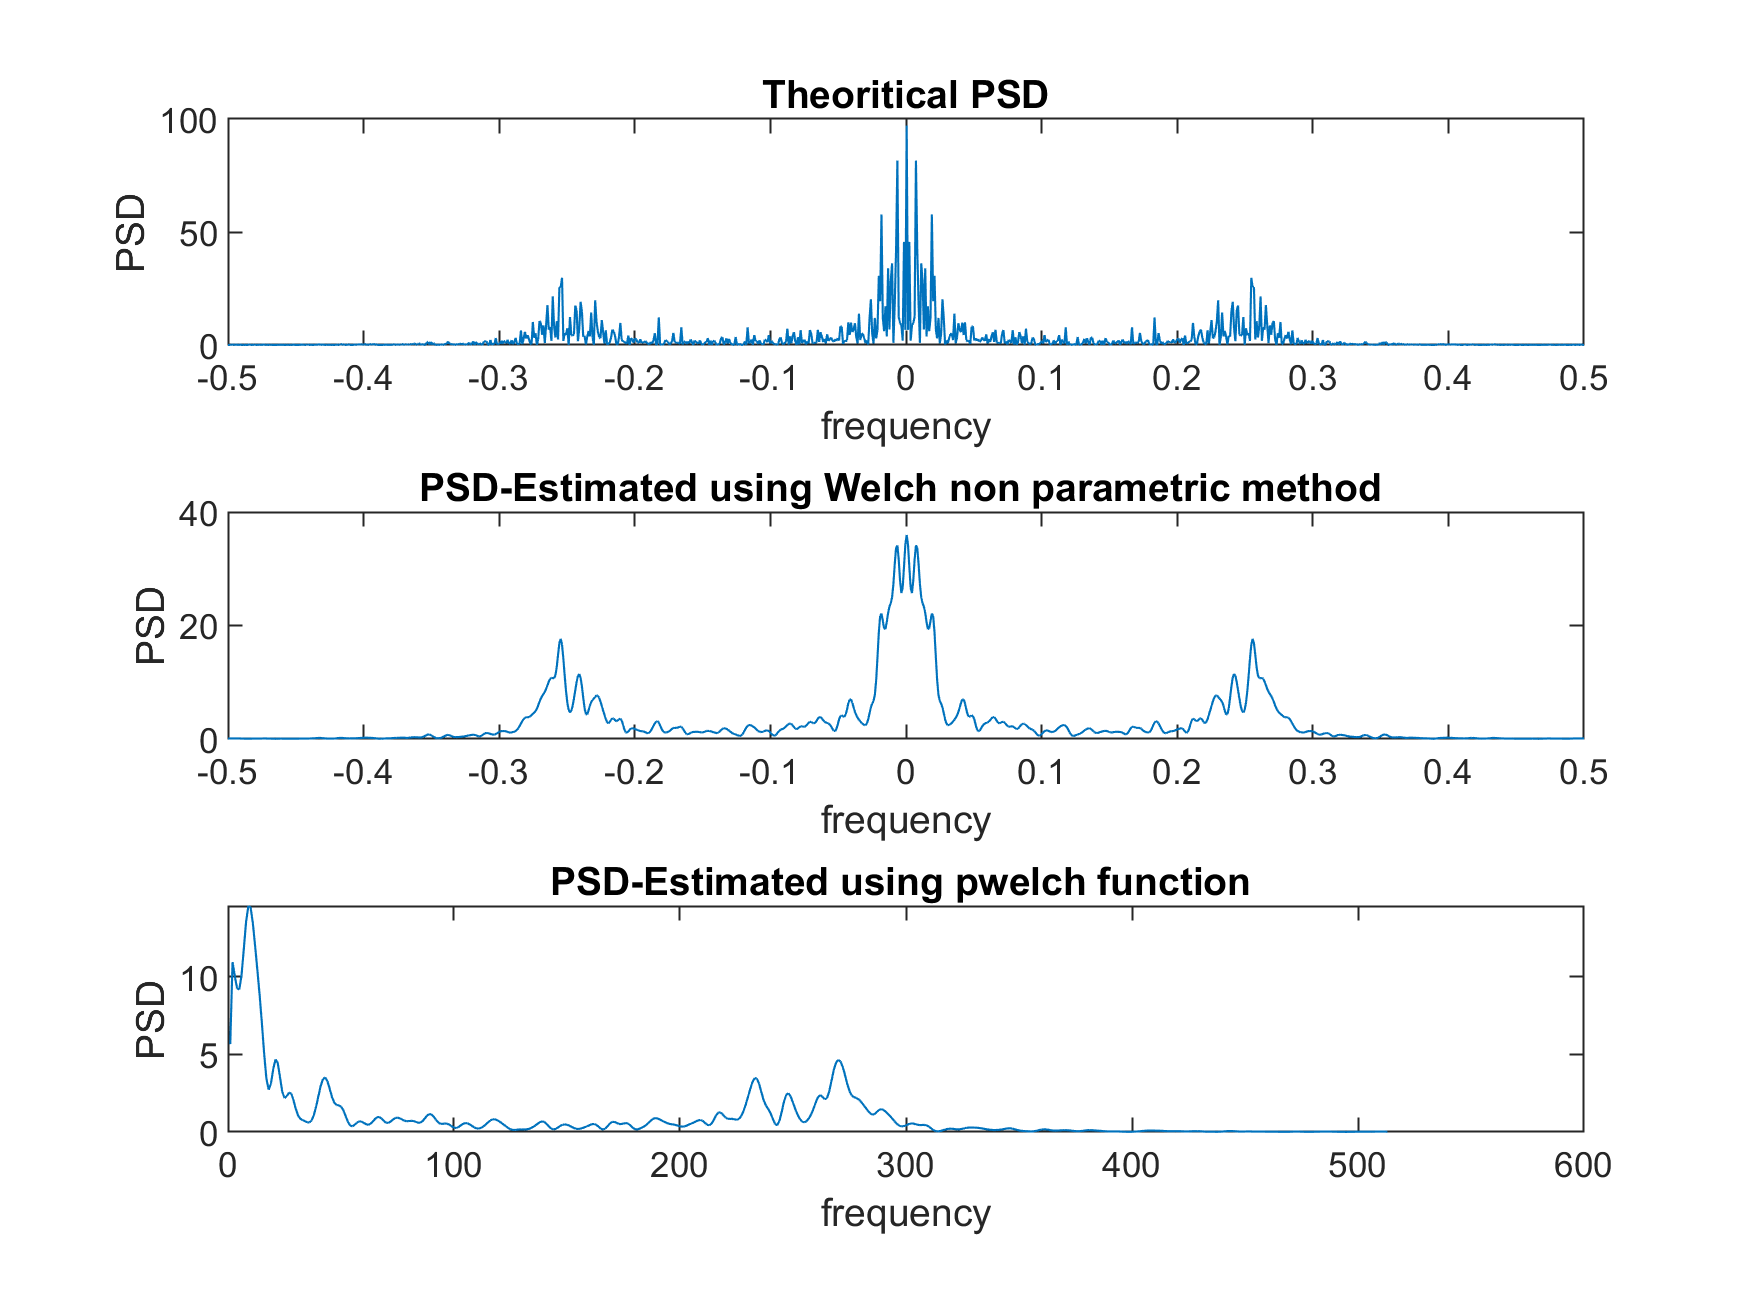 Theoritical PSD
100
50
0
PSD
-0.5 -0.4 -0.3 -0.2 -0.1 0 0.1 0.2 0.3 0.4 0.5
frequency
PSD-Estimated using Welch non parametric method
40
20
0
PSD
-0.5 -0.4 -0.3 -0.2 -0.1 0 0.1 0.2 0.3 0.4 0.5
frequency
PSD-Estimated using pwelch function
10
5
0
PSD
0 100 200 300 400 500 600
frequency